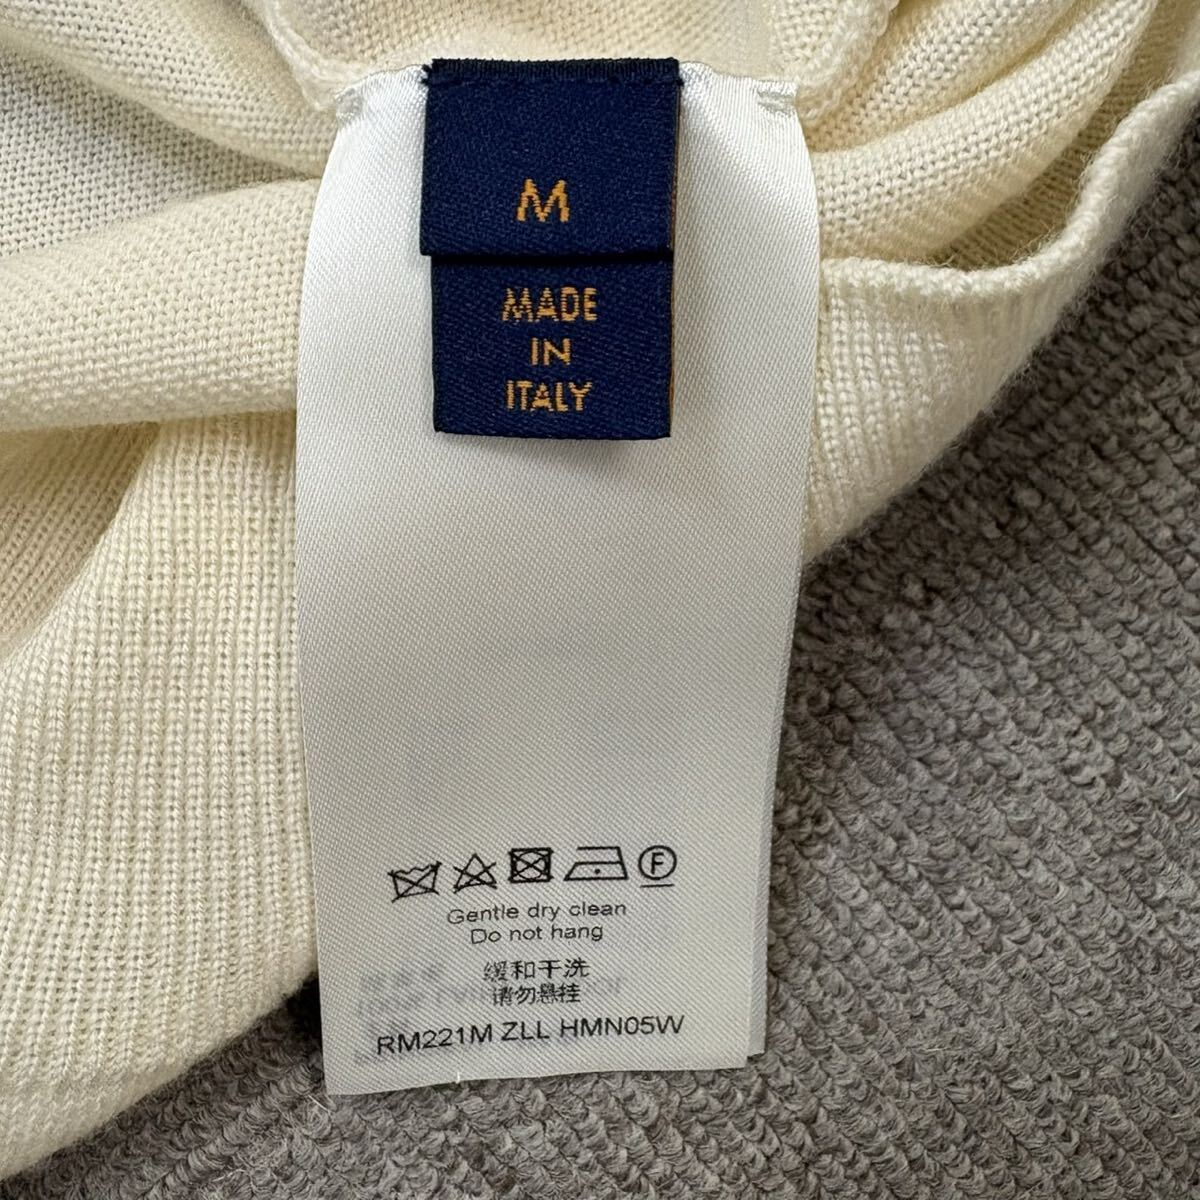 M
MADE
IN
ITALY
F
Gentle dry clean
Do not hang
缓和干洗
请勿悬挂
RM221M ZLL HMN05W